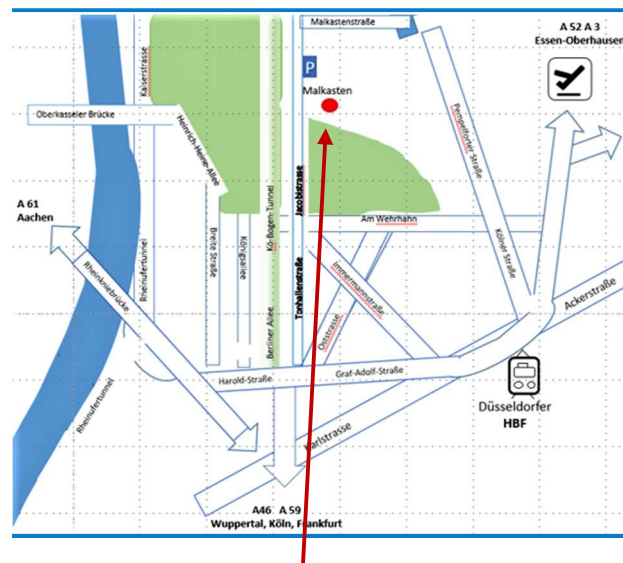 Malkastenstraße
A 52 A 3
Essen-Oberhausen
P
Malkasten
Kaiserstrasse
Oberkasseler Brücke
Heinrich-Heine-Allee
Pempelforter Straße
Jacobistrasse
A 61
Aachen
Am Wehrhahn
Kö-Bogen-Tunnel
Breite Straße
Königsallee
Kölner Straße
Rheinufertunnel
Rheinkniebrücke
Immermannstraße
Tonhallenstraße
Oststrasse
Ackerstraße
Berliner Allee
Harold-Straße
Graf-Adolf-Straße
Rheinufertunnel
Karlstrasse
Düsseldorfer
HBF
A46 A 59
Wuppertal, Köln, Frankfurt